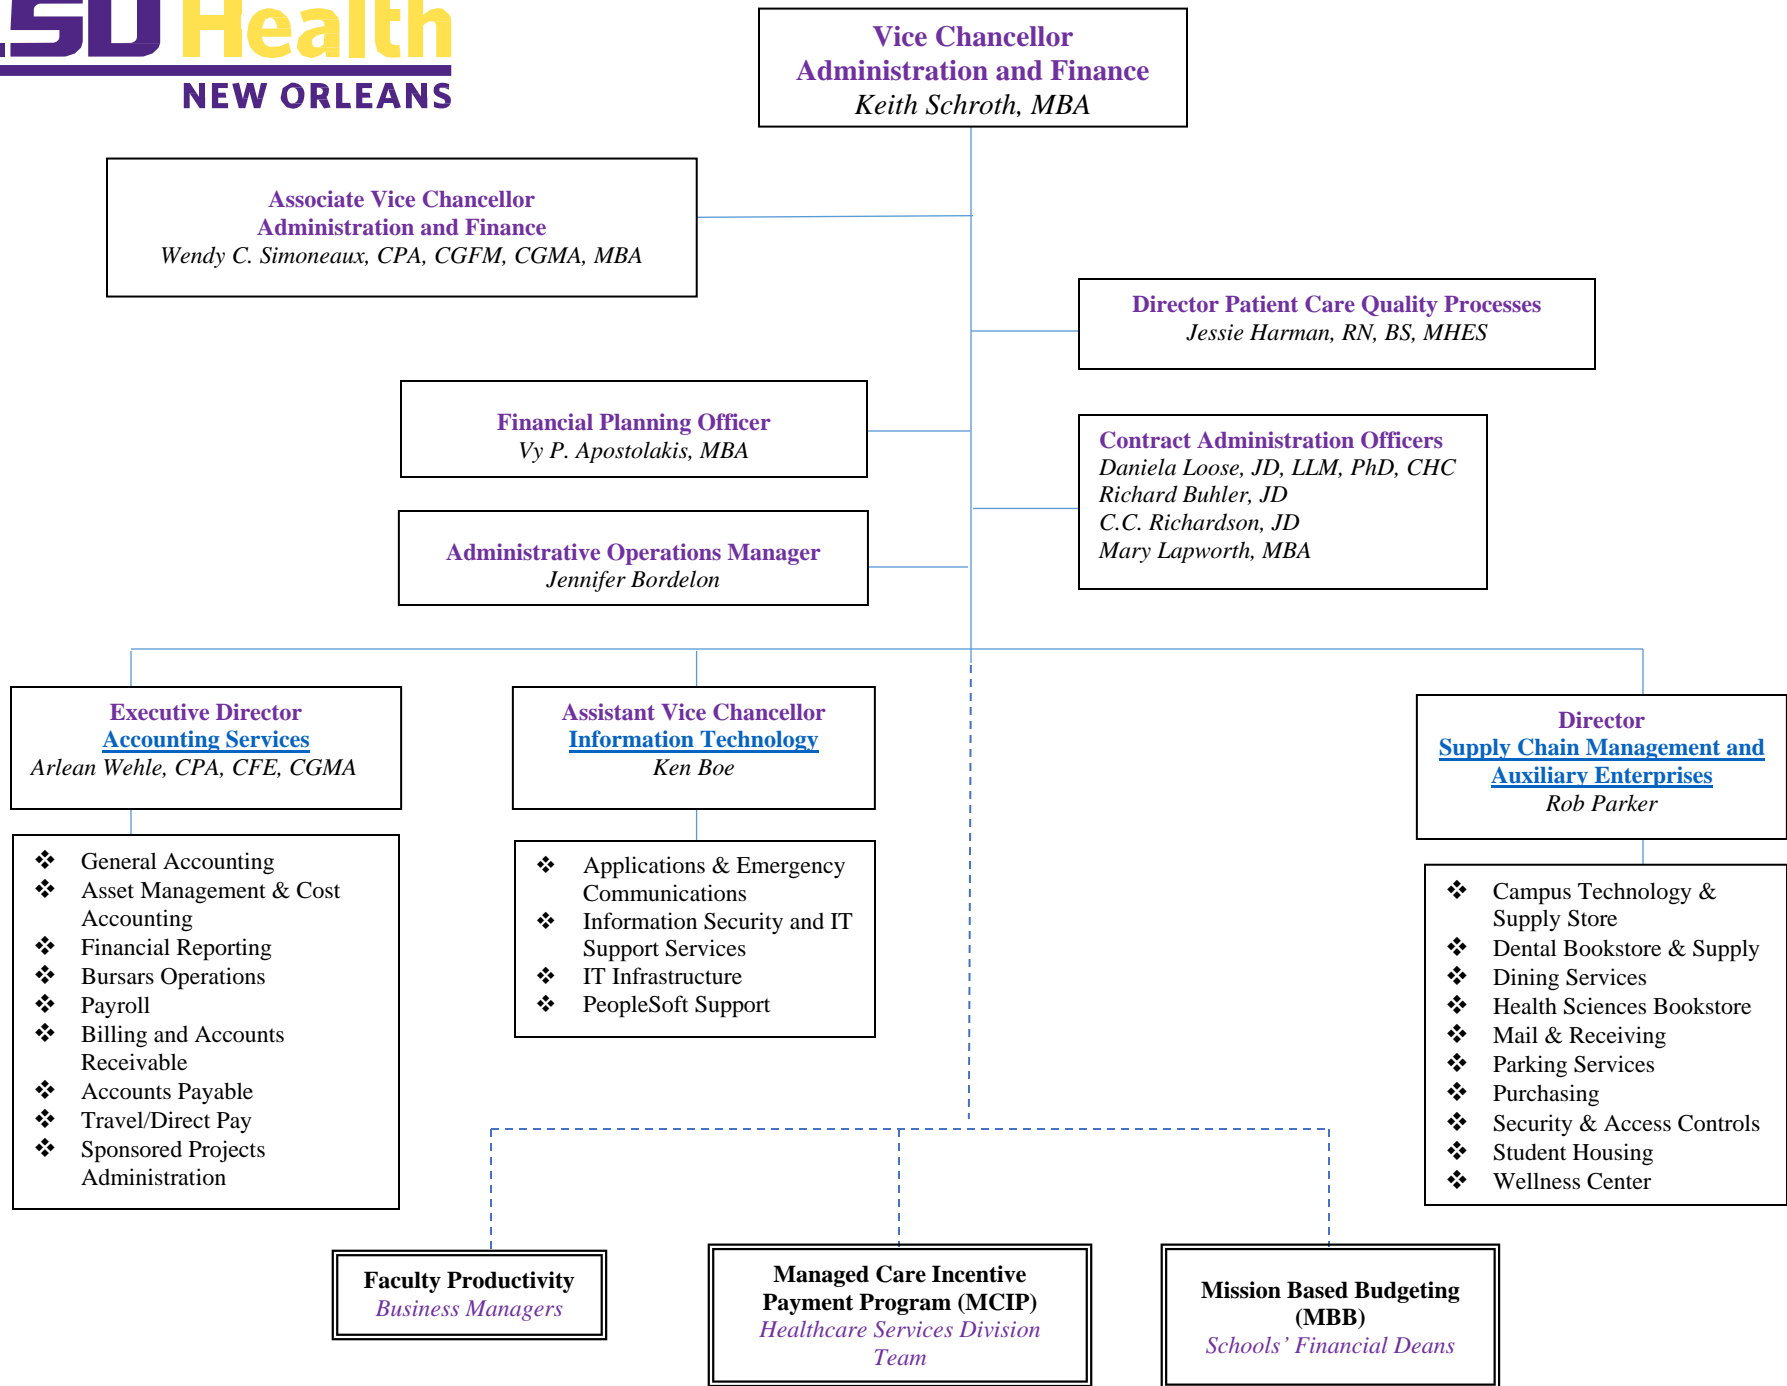 LSU Health
NEW ORLEANS
Vice Chancellor
Administration and Finance
Keith Schroth, MBA
Associate Vice Chancellor
Administration and Finance
Wendy C. Simoneaux, CPA, CGFM, CGMA, MBA
Director Patient Care Quality Processes
Jessie Harman, RN, BS, MHES
Financial Planning Officer
Vy P. Apostolakis, MBA
Contract Administration Officers
Daniela Loose, JD, LLM, PhD, CHC
Richard Buhler, JD
C.C. Richardson, JD
Mary Lapworth, MBA
Administrative Operations Manager
Jennifer Bordelon
Executive Director
Accounting Services
Arlean Wehle, CPA, CFE, CGMA
❖ General Accounting
❖ Asset Management & Cost
Accounting
❖ Financial Reporting
❖ Bursars Operations
❖ Payroll
❖ Billing and Accounts
Receivable
❖ Accounts Payable
❖ Travel/Direct Pay
❖ Sponsored Projects
Administration
Assistant Vice Chancellor
Information Technology
Ken Boe
❖ Applications & Emergency
Communications
❖ Information Security and IT
Support Services
❖ IT Infrastructure
❖ PeopleSoft Support
Director
Supply Chain Management and
Auxiliary Enterprises
Rob Parker
❖ Campus Technology &
Supply Store
❖ Dental Bookstore & Supply
❖ Dining Services
❖ Health Sciences Bookstore
❖ Mail & Receiving
❖ Parking Services
❖ Purchasing
❖ Security & Access Controls
❖ Student Housing
❖ Wellness Center
Faculty Productivity
Business Managers
Managed Care Incentive
Payment Program (MCIP)
Healthcare Services Division
Team
Mission Based Budgeting
(MBB)
Schools' Financial Deans